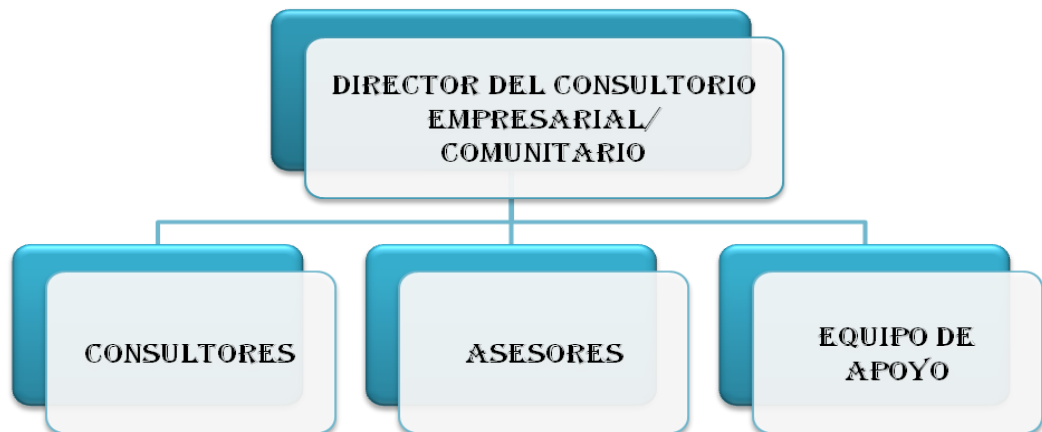 DIRECTOR DEL CONSULTORIO
EMPRESARIAL/
COMUNITARIO
CONSULTORES
ASESORES
EQUIPO DE
APOYO